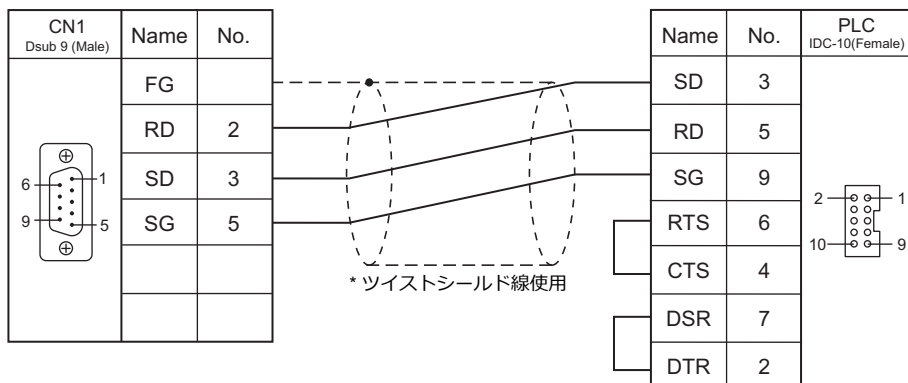 CN1
Dsub 9 (Male)
Name No.
FG
RD 2
SD 3
SG 5
1
6
9
5
* ツイストシールド線使用
Name No.
PLC
IDC-10(Female)
SD 3
RD 5
SG 9
RTS 6
CTS 4
DSR 7
DTR 2
2 1
10 9